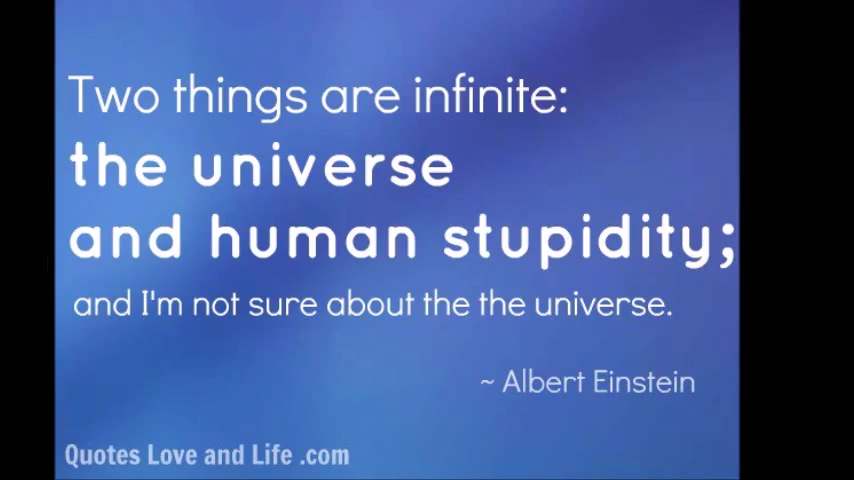 Two things are infinite:
the universe
and human stupidity;
and I'm not sure about the the universe.
~ Albert Einstein
Quotes Love and Life .com